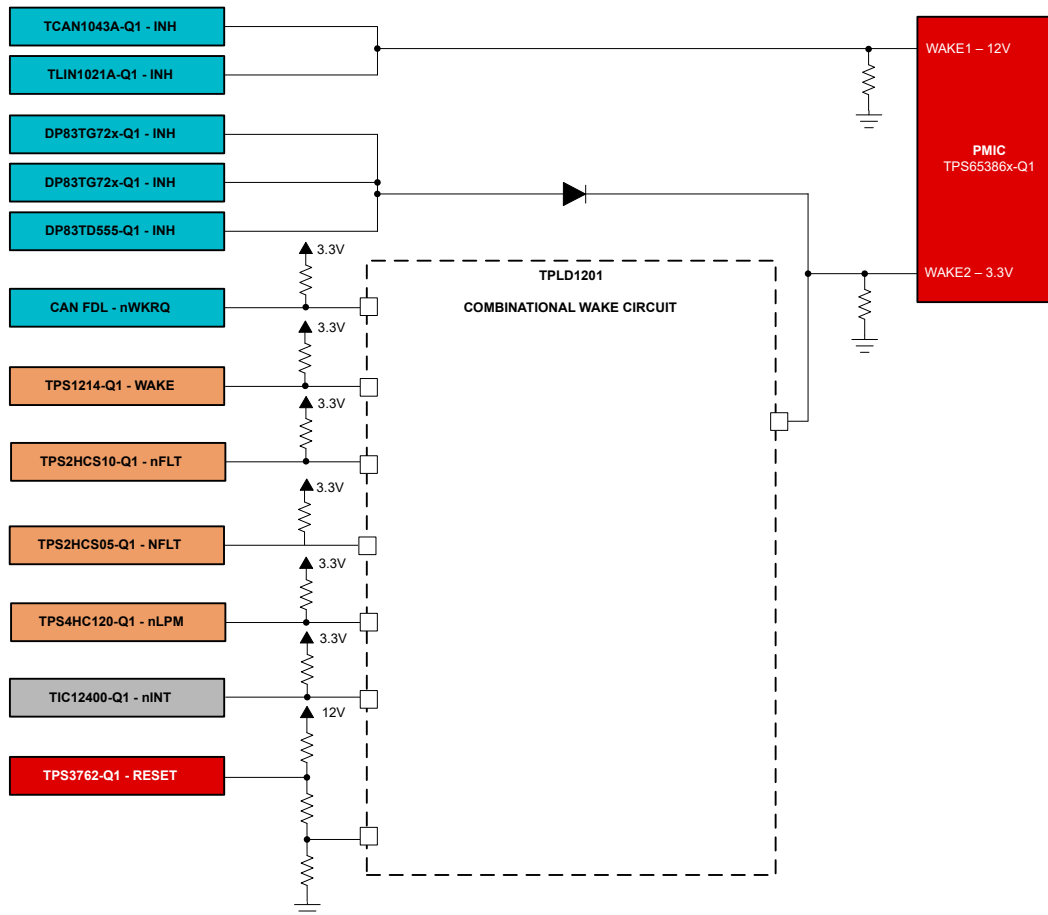 TCAN1043A-Q1 - INH
TLIN1021A-Q1 - INH
WAKE1 – 12V
DP83TG72x-Q1 - INH
PMIC
TPS65386x-Q1
DP83TG72x-Q1 - INH
DP83TD555-Q1 - INH
3.3V
WAKE2 – 3.3V
TPLD1201
COMBINATIONAL WAKE CIRCUIT
CAN FDL - nWKRQ
3.3V
TPS1214-Q1 - WAKE
3.3V
TPS2HCS10-Q1 - nFLT
3.3V
TPS2HCS05-Q1 - NFLT
3.3V
TPS4HC120-Q1 - nLPM
3.3V
TIC12400-Q1 - nINT
12V
TPS3762-Q1 - RESET